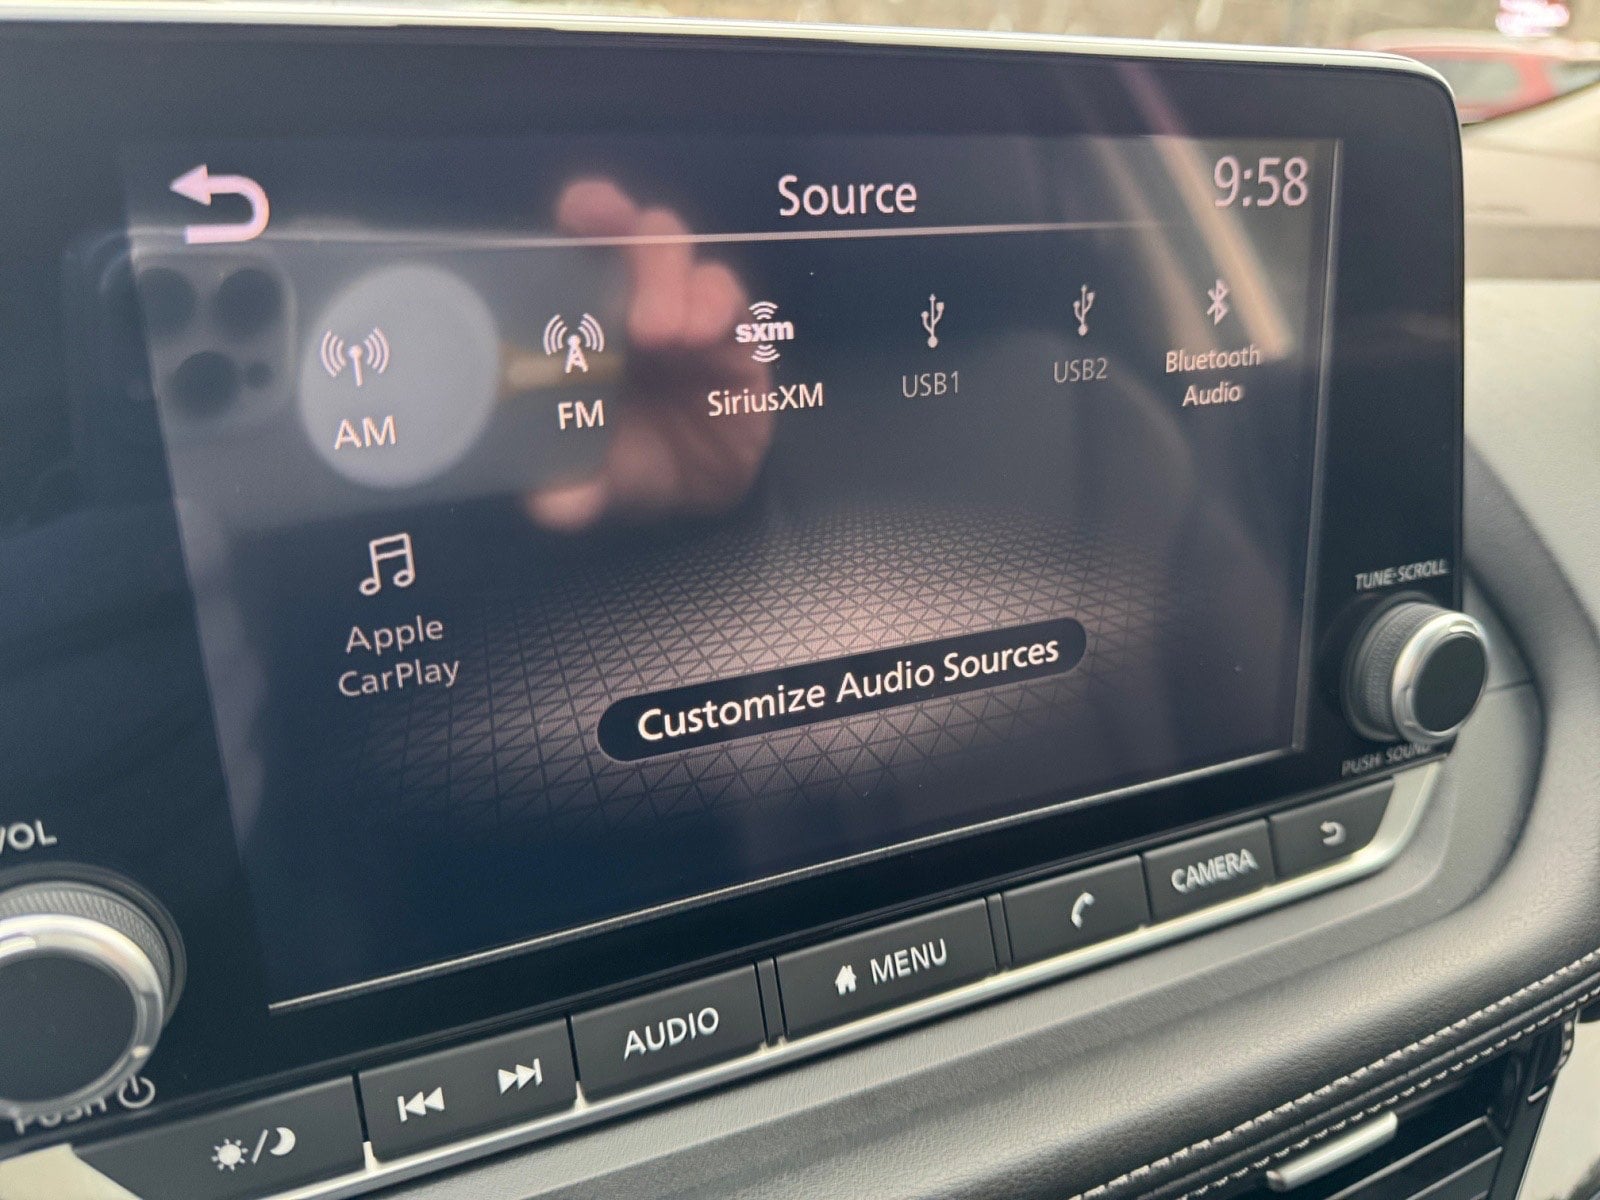 Source
9:58
AM
FM
sxm
SiriusXM
USB1
USB2
Bluetooth
Audio
Apple
CarPlay
Customize Audio Sources
TUNE·SCROLL
PUSH SOUND
VOL
PUSH
AUDIO
MENU
CAMERA